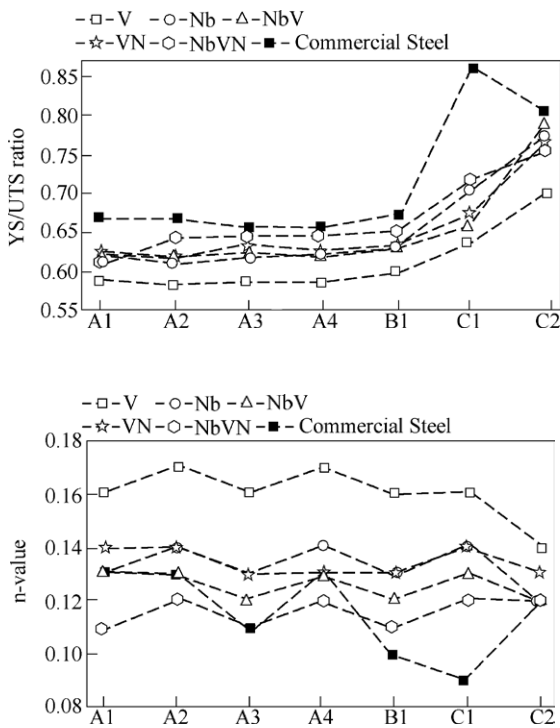 V Nb NbV
VN NbVN Commercial Steel
YS/UTS ratio
0.85
0.80
0.75
0.70
0.65
0.60
0.55
A1 A2 A3 A4 B1 C1 C2
V Nb NbV
VN NbVN Commercial Steel
n-value
0.18
0.16
0.14
0.12
0.10
0.08
A1 A2 A3 A4 B1 C1 C2